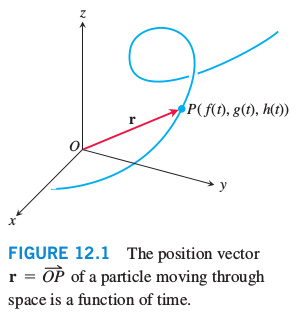 z
P(f(t), g(t), h(t))
r
O
y
x
FIGURE 12.1 The position vector
r = OP⃗ of a particle moving through
space is a function of time.